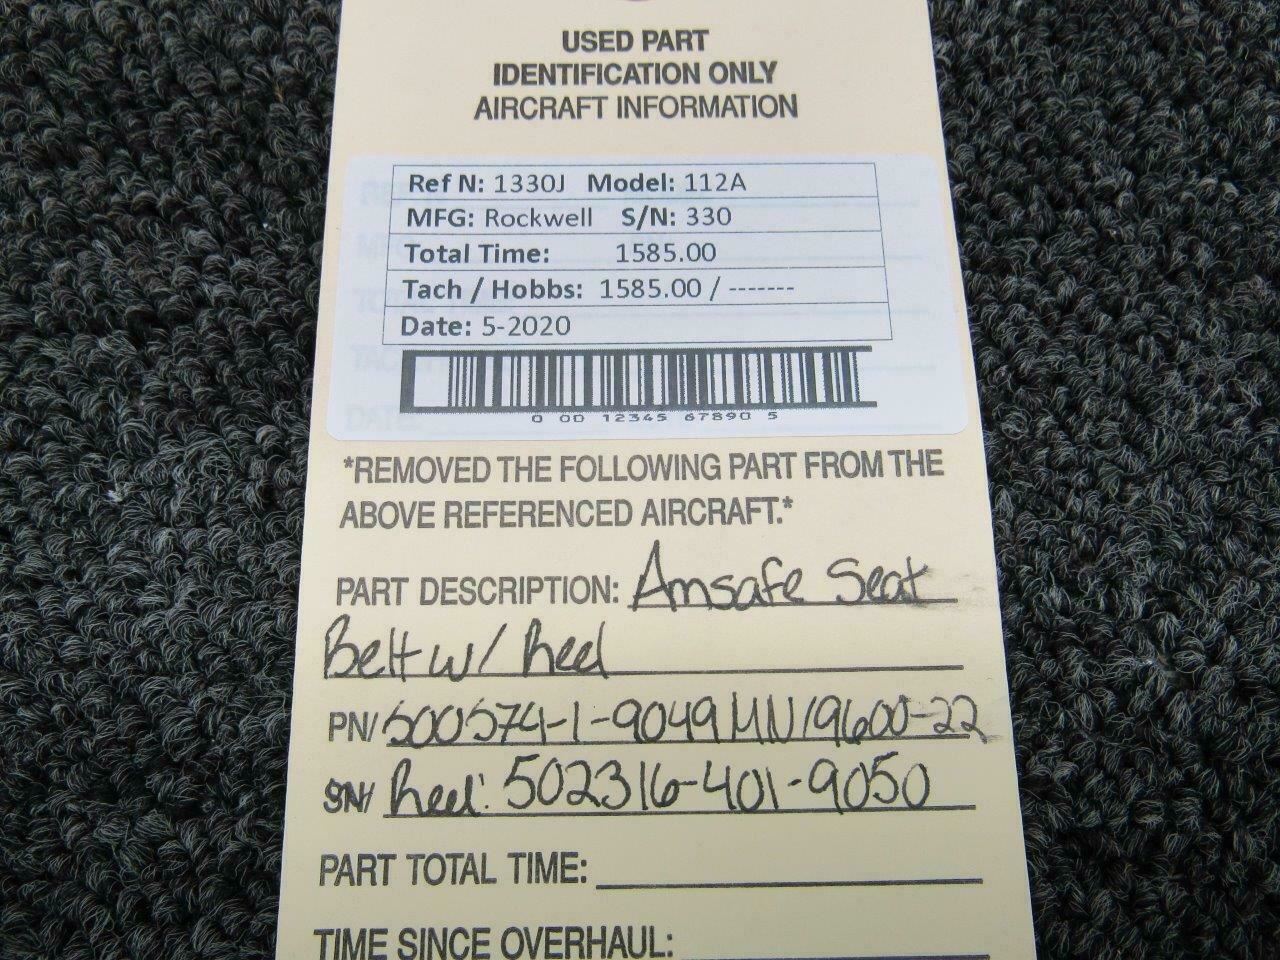 USED PART
IDENTIFICATION ONLY
AIRCRAFT INFORMATION
Ref N: 1330J Model: 112A
MFG: Rockwell S/N: 330
Total Time: 1585.00
Tach / Hobbs: 1585.00 / -------
Date: 5-2020
0 0D 12345 67890 5
*REMOVED THE FOLLOWING PART FROM THE
ABOVE REFERENCED AIRCRAFT.*
PART DESCRIPTION: Amsafe Seat
Belt w/ Reel
PN/ 500574-1-9049 MN/9600-22
SN/ Reel: 502316-401-9050
PART TOTAL TIME:
TIME SINCE OVERHAUL: